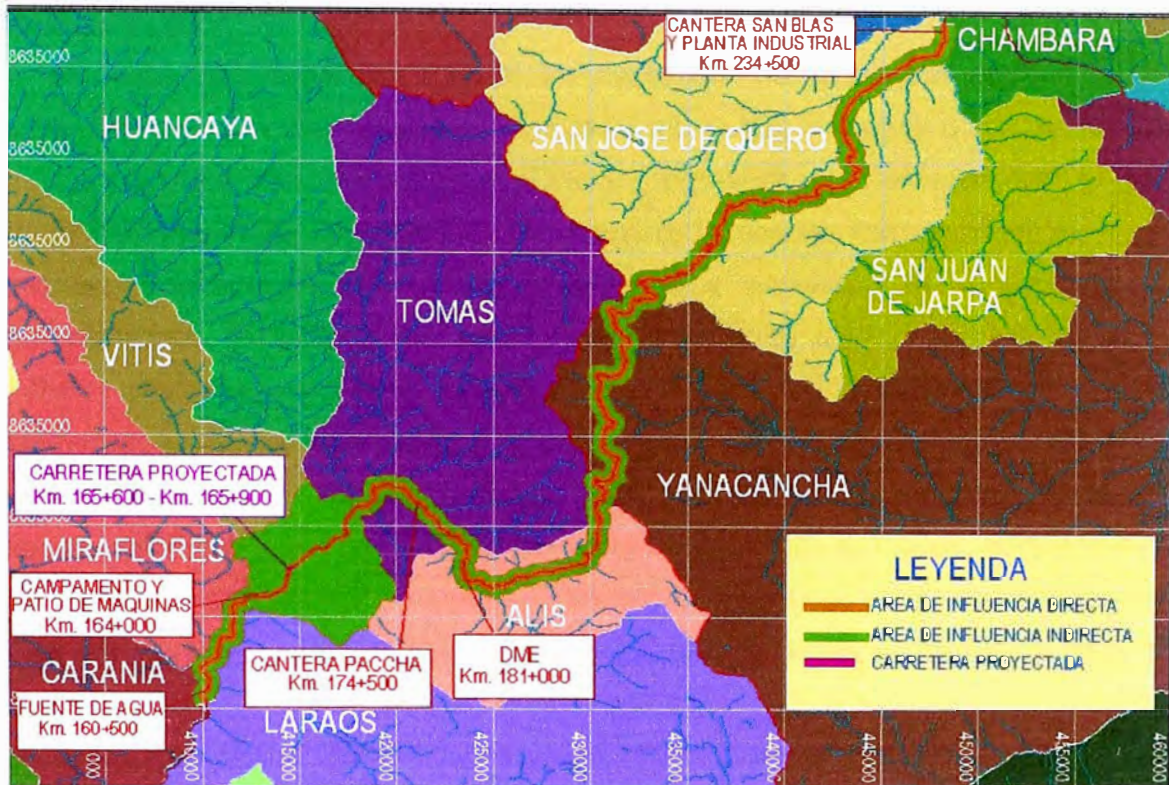 CANTERA SAN BLAS
Y PLANTA INDUSTRIAL
Km. 234+500
CHAMBARA
8635000
HUANCAYA
SAN JOSE DE QUERO
8635000
8635000
SAN JUAN
DE JARPA
TOMAS
8635000
VITIS
8635000
CARRETERA PROYECTADA
Km. 165+600 - Km. 165+900
YANACANCHA
8635000
MIRAFLORES
LEYENDA
AREA DE INFLUENCIA DIRECTA
AREA DE INFLUENCIA INDIRECTA
CARRETERA PROYECTADA
CAMPAMENTO Y
PATIO DE MAQUINAS
Km. 164+000
ALIS
CANTERA PACCHA
Km. 174+500
DME
Km. 181+000
CARANIA
FUENTE DE AGUA
Km. 160+500
LARAOS
000
410000
415000
420000
425000
430000
435000
440000
445000
450000
455000
460000